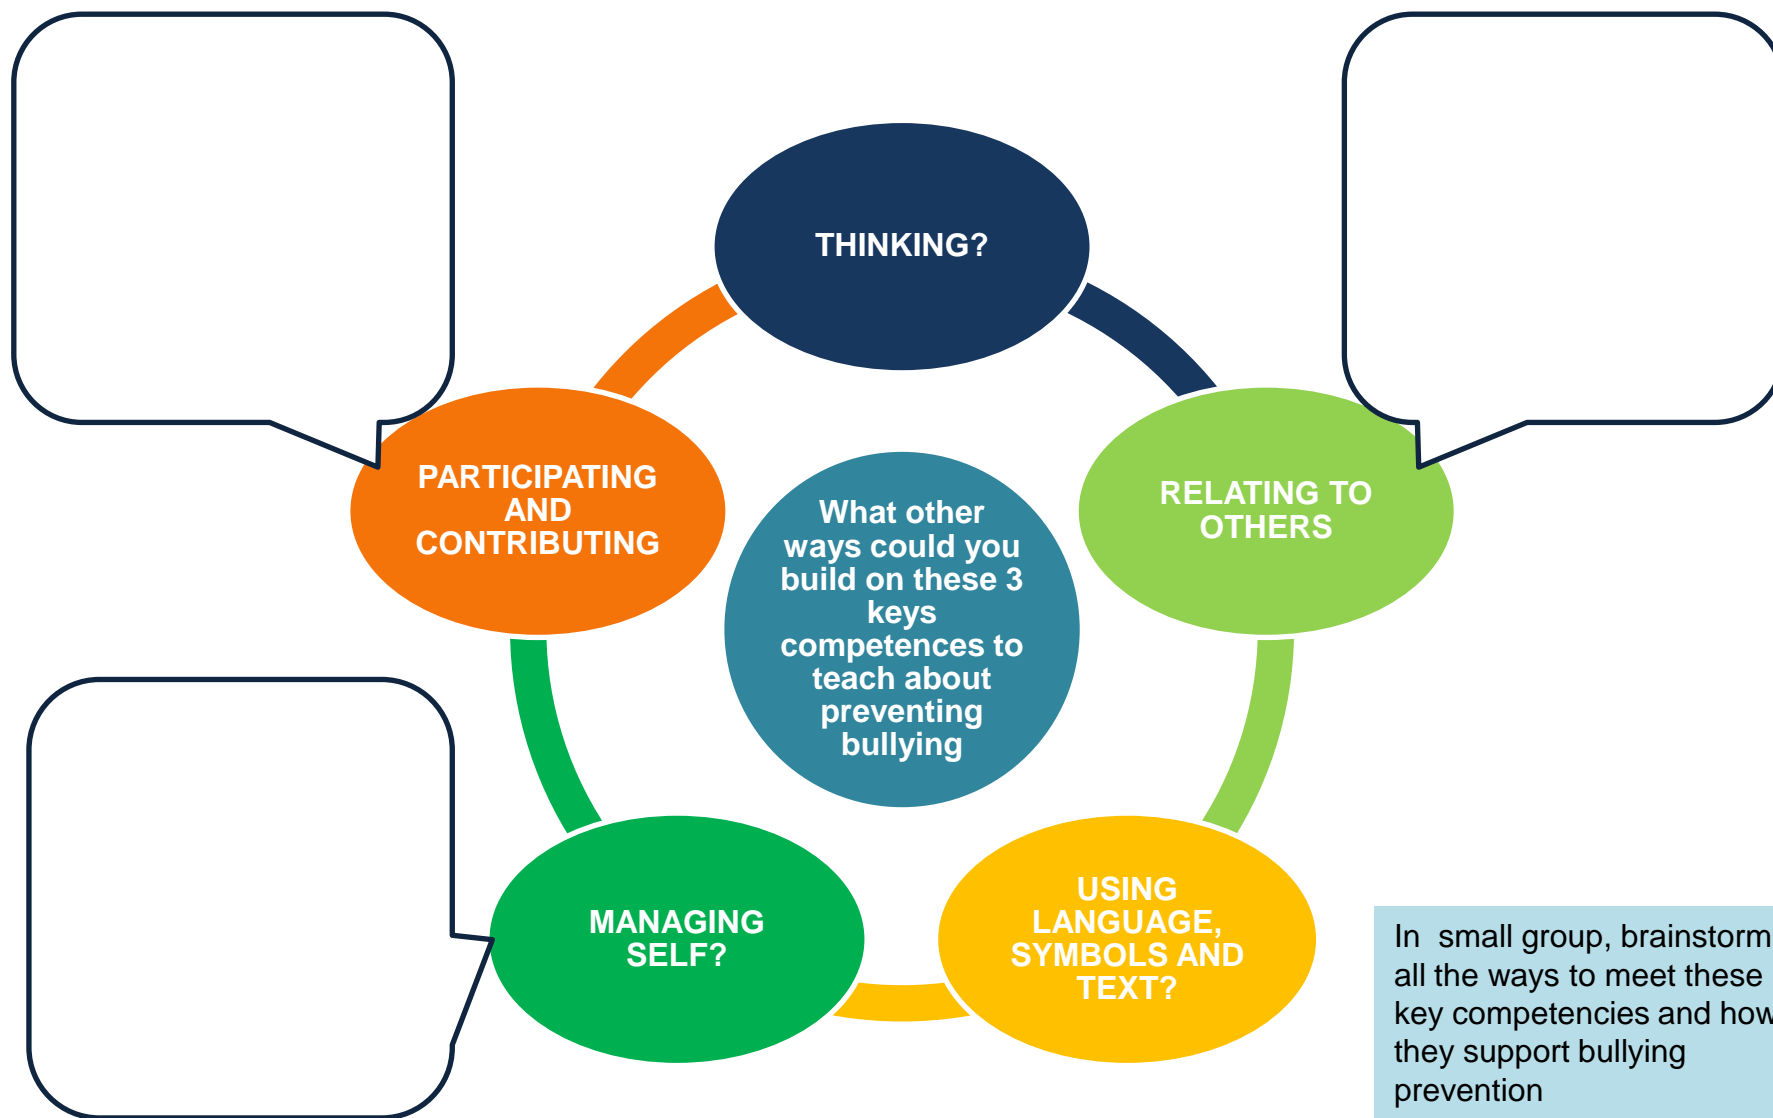 THINKING?
PARTICIPATING
AND
CONTRIBUTING
RELATING TO
OTHERS
What other
ways could you
build on these 3
keys
competences to
teach about
preventing
bullying
MANAGING
SELF?
USING
LANGUAGE,
SYMBOLS AND
TEXT?
In small group, brainstorm
all the ways to meet these
key competencies and how
they support bullying
prevention